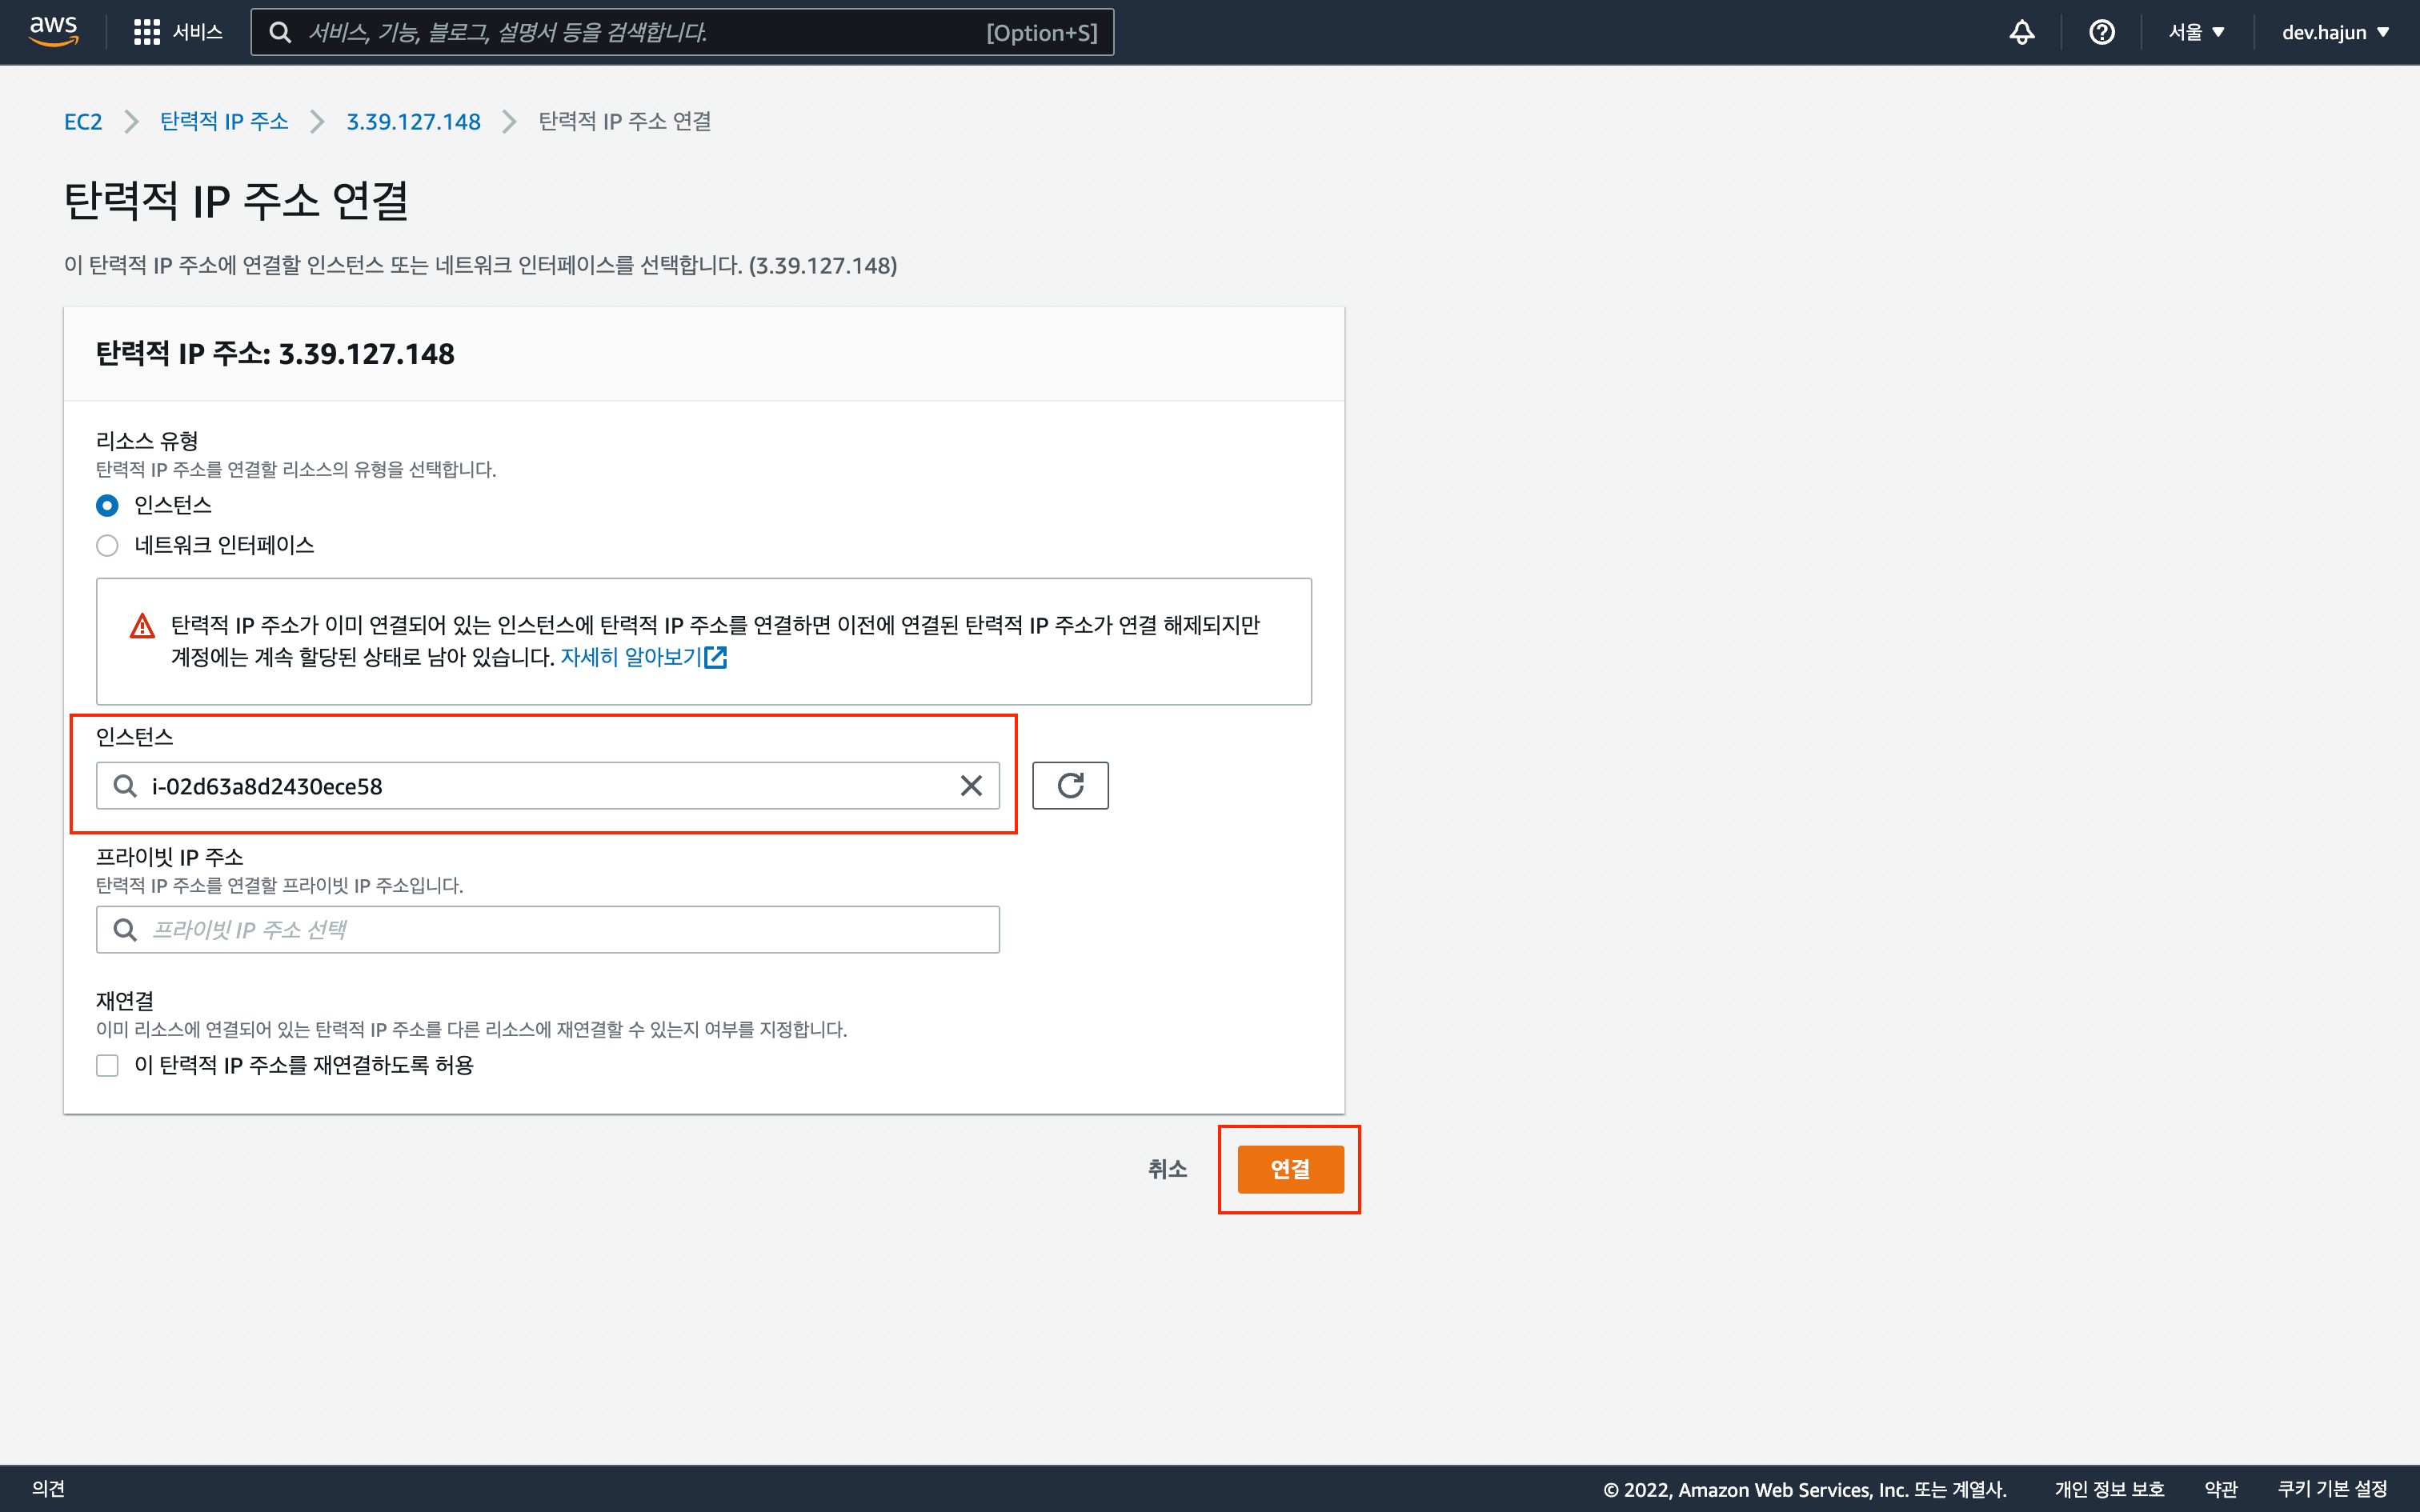 aws 서비스 서비스, 기능, 블로그, 설명서 등을 검색합니다. [Option+S] 서울 dev.hajun
EC2 탄력적 IP 주소 3.39.127.148 탄력적 IP 주소 연결
탄력적 IP 주소 연결
이 탄력적 IP 주소에 연결할 인스턴스 또는 네트워크 인터페이스를 선택합니다. (3.39.127.148)
탄력적 IP 주소: 3.39.127.148
리소스 유형
탄력적 IP 주소를 연결할 리소스의 유형을 선택합니다.
인스턴스
네트워크 인터페이스
탄력적 IP 주소가 이미 연결되어 있는 인스턴스에 탄력적 IP 주소를 연결하면 이전에 연결된 탄력적 IP 주소가 연결 해제되지만
계정에는 계속 할당된 상태로 남아 있습니다. 자세히 알아보기
인스턴스
i-02d63a8d2430ece58
프라이빗 IP 주소
탄력적 IP 주소를 연결할 프라이빗 IP 주소입니다.
프라이빗 IP 주소 선택
재연결
이미 리소스에 연결되어 있는 탄력적 IP 주소를 다른 리소스에 재연결할 수 있는지 여부를 지정합니다.
이 탄력적 IP 주소를 재연결하도록 허용
취소 연결
의견 © 2022, Amazon Web Services, Inc. 또는 계열사. 개인 정보 보호 약관 쿠키 기본 설정